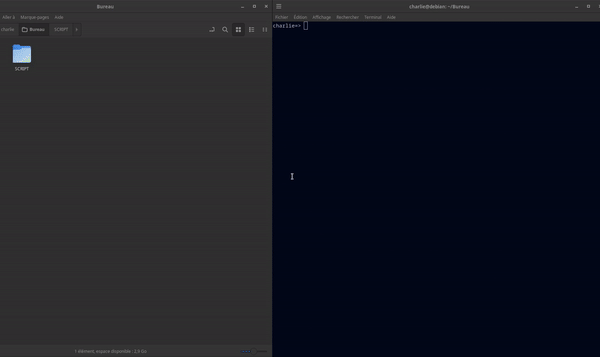 Bureau
Aller à Marque-pages Aide
charlie Bureau SCRIPT
SCRIPT
1 élément, espace disponible : 2,9 Go
charlie@debian: ~/Bureau
Fichier Édition Affichage Rechercher Terminal Aide
charlie=>